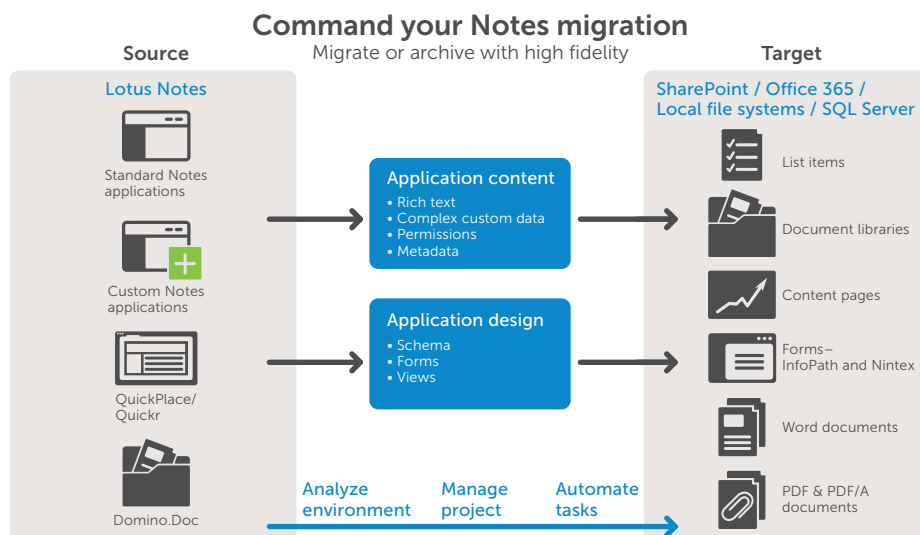 Command your Notes migration
Migrate or archive with high fidelity
Source
Target
Lotus Notes
Standard Notes
applications
Custom Notes
applications
QuickPlace/
Quickr
Domino.Doc
Application content
• Rich text
• Complex custom data
• Permissions
• Metadata
Application design
• Schema
• Forms
• Views
Analyze
environment
Manage
project
Automate
tasks
SharePoint / Office 365 /
Local file systems / SQL Server
List items
Document libraries
Content pages
Forms–
InfoPath and Nintex
Word documents
PDF & PDF/A
documents